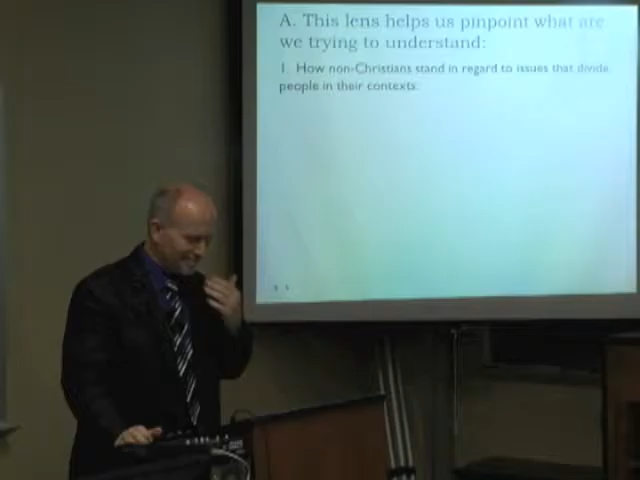 A. This lens helps us pinpoint what are
we trying to understand:
1. How non-Christians stand in regard to issues that divide
people in their contexts: